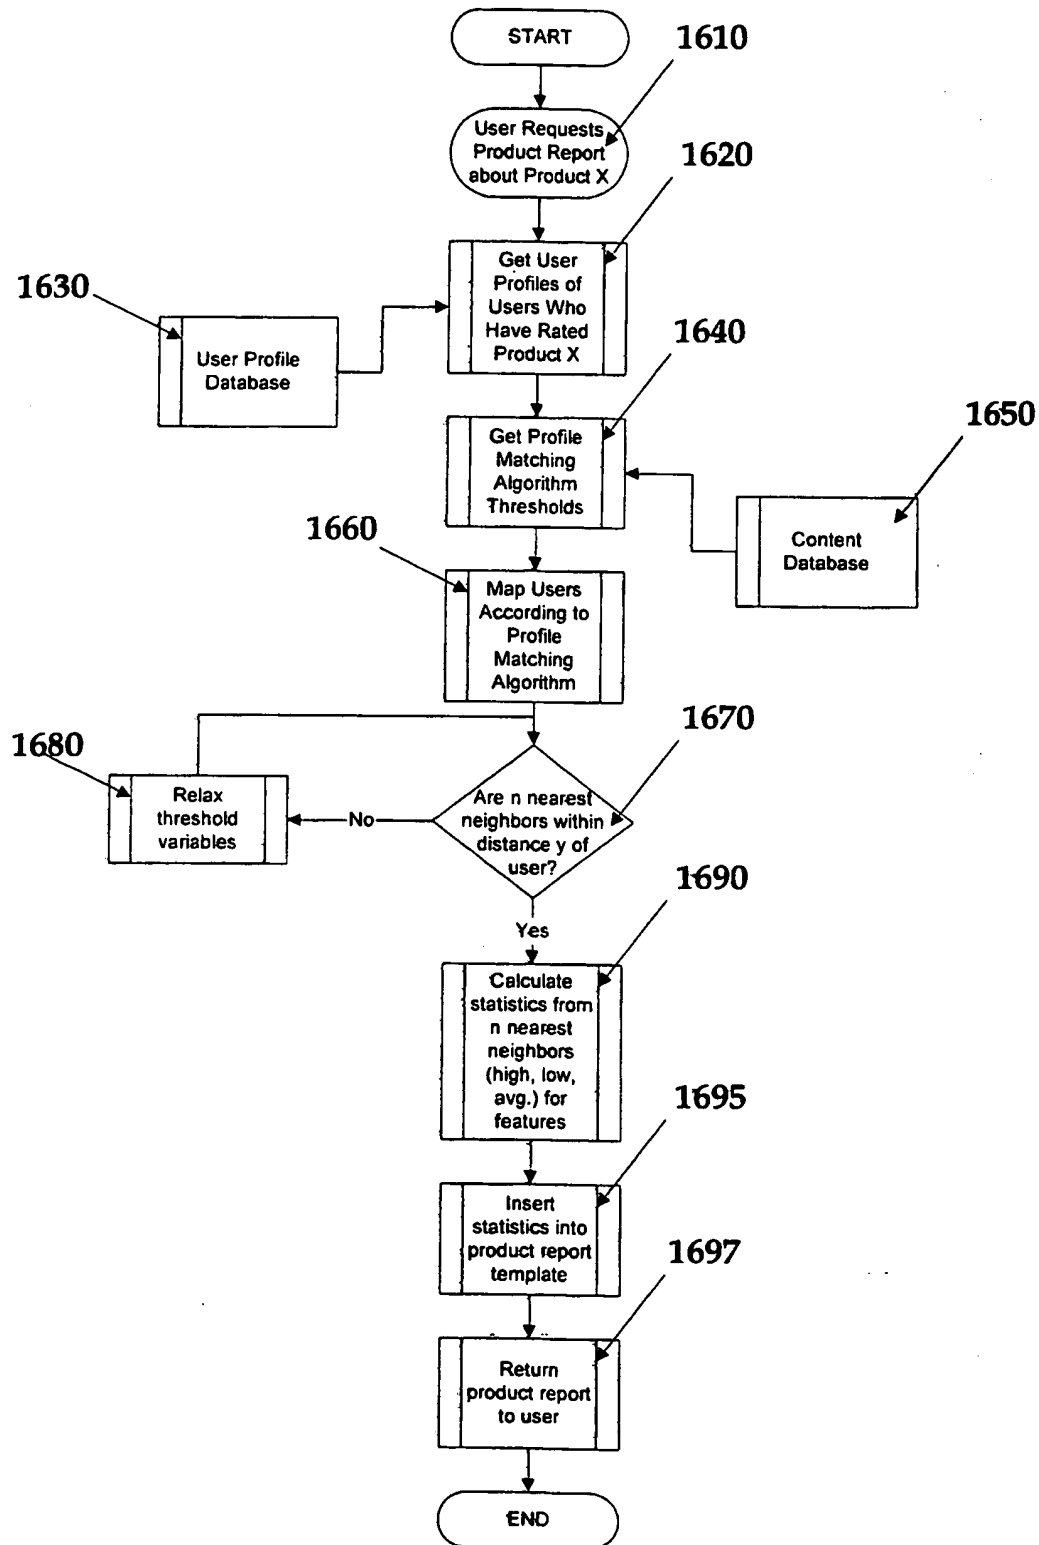 START
1610
User Requests
Product Report
about Product X
1620
Get User
Profiles of
Users Who
Have Rated
Product X
1630
User Profile
Database
1640
Get Profile
Matching
Algorithm
Thresholds
1650
Content
Database
1660
Map Users
According to
Profile
Matching
Algorithm
1670
Are n nearest
neighbors within
distance y of
user?
No
1680
Relax
threshold
variables
Yes
1690
Calculate
statistics from
n nearest
neighbors
(high, low,
avg.) for
features
1695
Insert
statistics into
product report
template
1697
Return
product report
to user
END